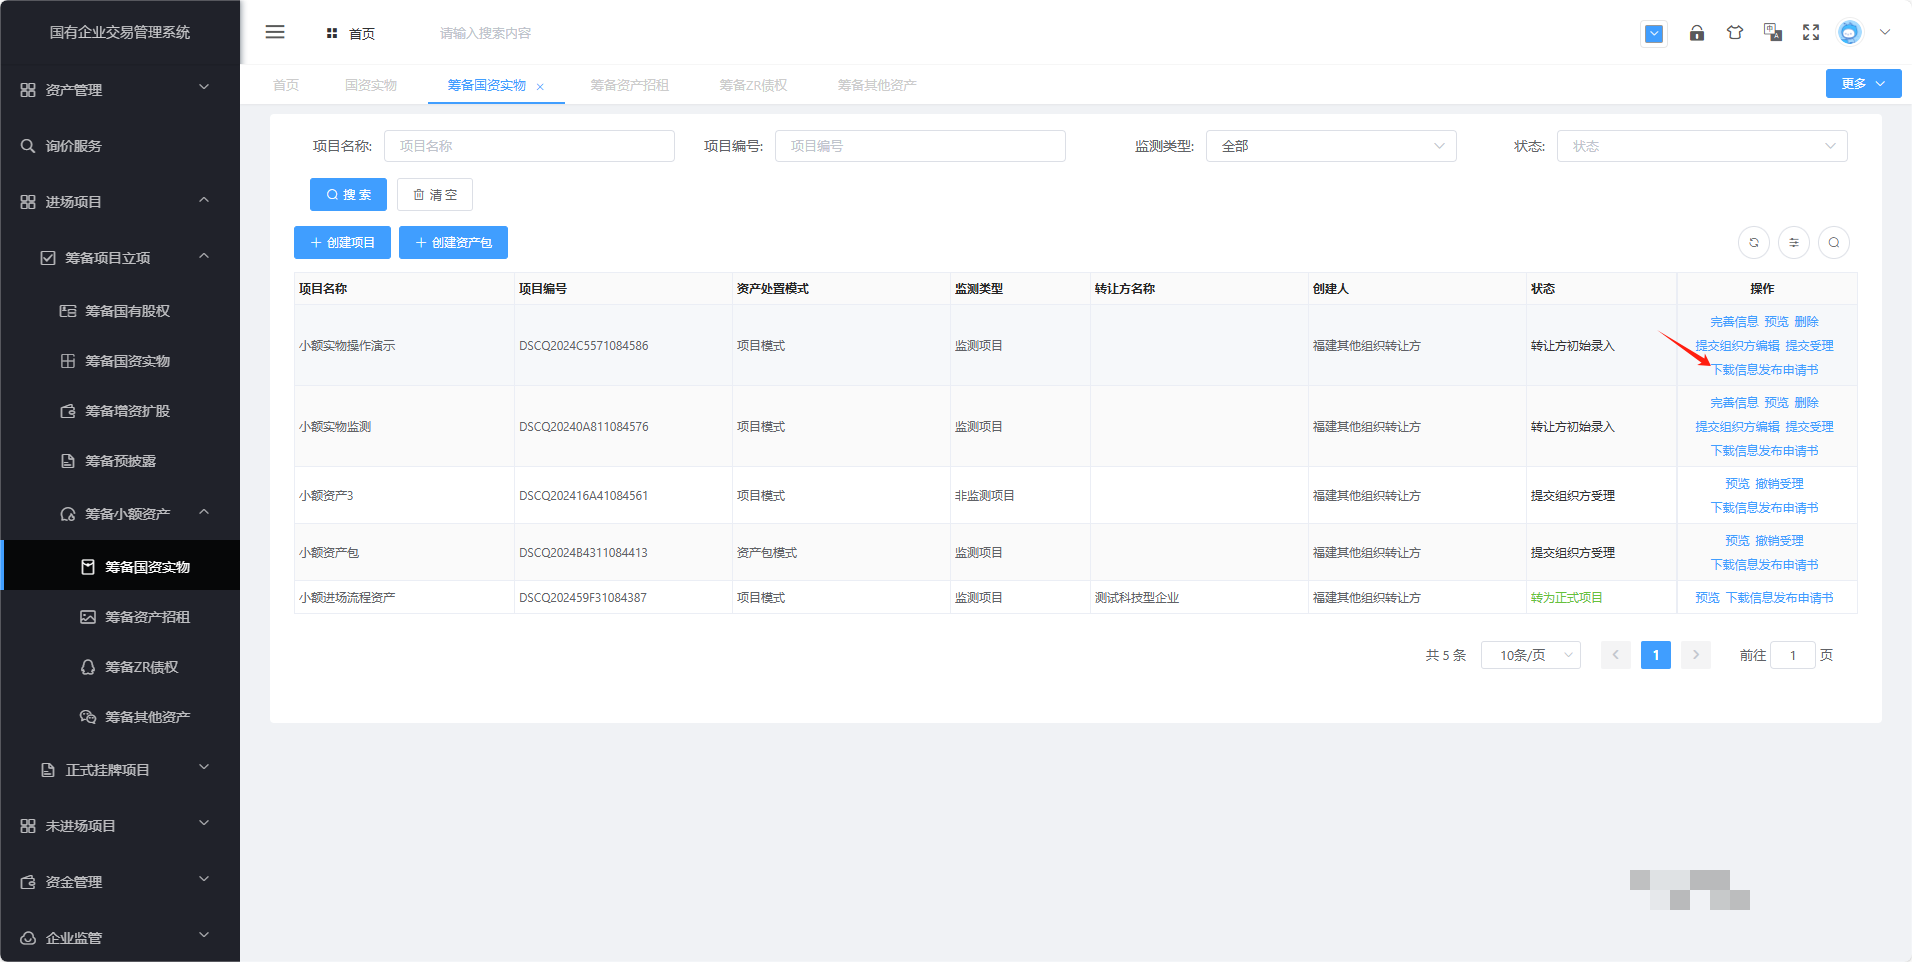 国有企业交易管理系统
首页
请输入搜索内容
首页 国资实物 筹备国资实物 筹备资产招租 筹备ZR债权 筹备其他资产 更多
资产管理
询价服务
进场项目
筹备项目立项
筹备国有股权
筹备国资实物
筹备增资扩股
筹备预披露
筹备小额资产
筹备国资实物
筹备资产招租
筹备ZR债权
筹备其他资产
正式挂牌项目
未进场项目
资金管理
企业监管
项目名称: 项目名称 项目编号: 项目编号 监测类型: 全部 状态: 状态
搜 索 清 空
创建项目 创建资产包
项目名称 项目编号 资产处置模式 监测类型 转让方名称 创建人 状态 操作
小额实物操作演示 DSCQ2024C5571084586 项目模式 监测项目 福建其他组织转让方 转让方初始录入 完善信息 预览 删除
提交组织方编辑 提交受理
下载信息发布申请书
小额实物监测 DSCQ20240A811084576 项目模式 监测项目 福建其他组织转让方 转让方初始录入 完善信息 预览 删除
提交组织方编辑 提交受理
下载信息发布申请书
小额资产3 DSCQ202416A41084561 项目模式 非监测项目 福建其他组织转让方 提交组织方受理 预览 撤销受理
下载信息发布申请书
小额资产包 DSCQ2024B4311084413 资产包模式 监测项目 福建其他组织转让方 提交组织方受理 预览 撤销受理
下载信息发布申请书
小额进场流程资产 DSCQ202459F31084387 项目模式 监测项目 测试科技型企业 福建其他组织转让方 转为正式项目 预览 下载信息发布申请书
共 5 条 10条/页 1 前往 1 页